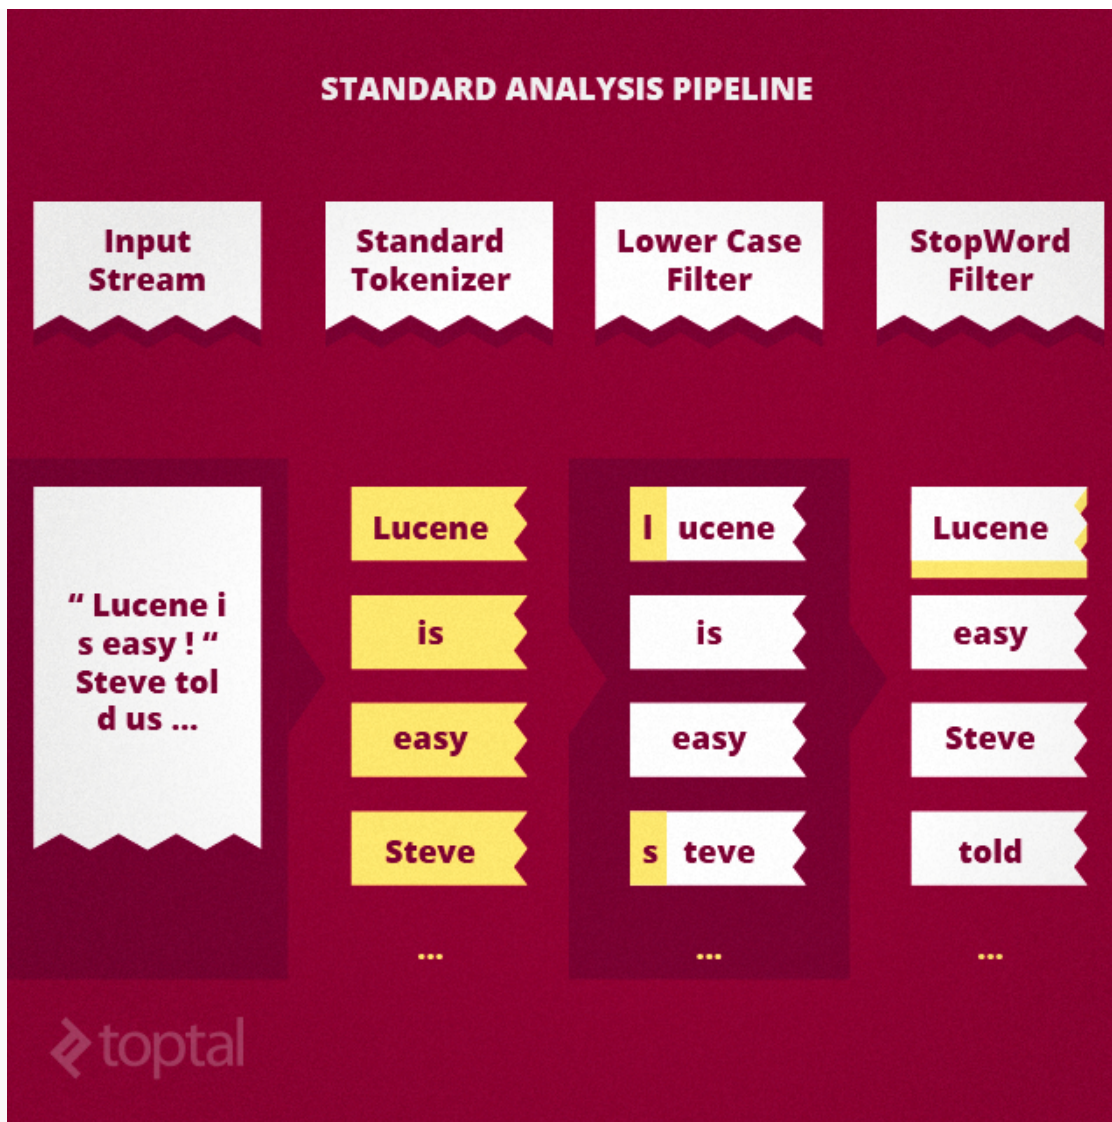 STANDARD ANALYSIS PIPELINE
Input
Stream
Standard
Tokenizer
Lower Case
Filter
StopWord
Filter
“ Lucene i
s easy ! “
Steve tol
d us ...
Lucene
is
easy
Steve
...
l ucene
is
easy
s teve
...
Lucene
easy
Steve
told
...
toptal